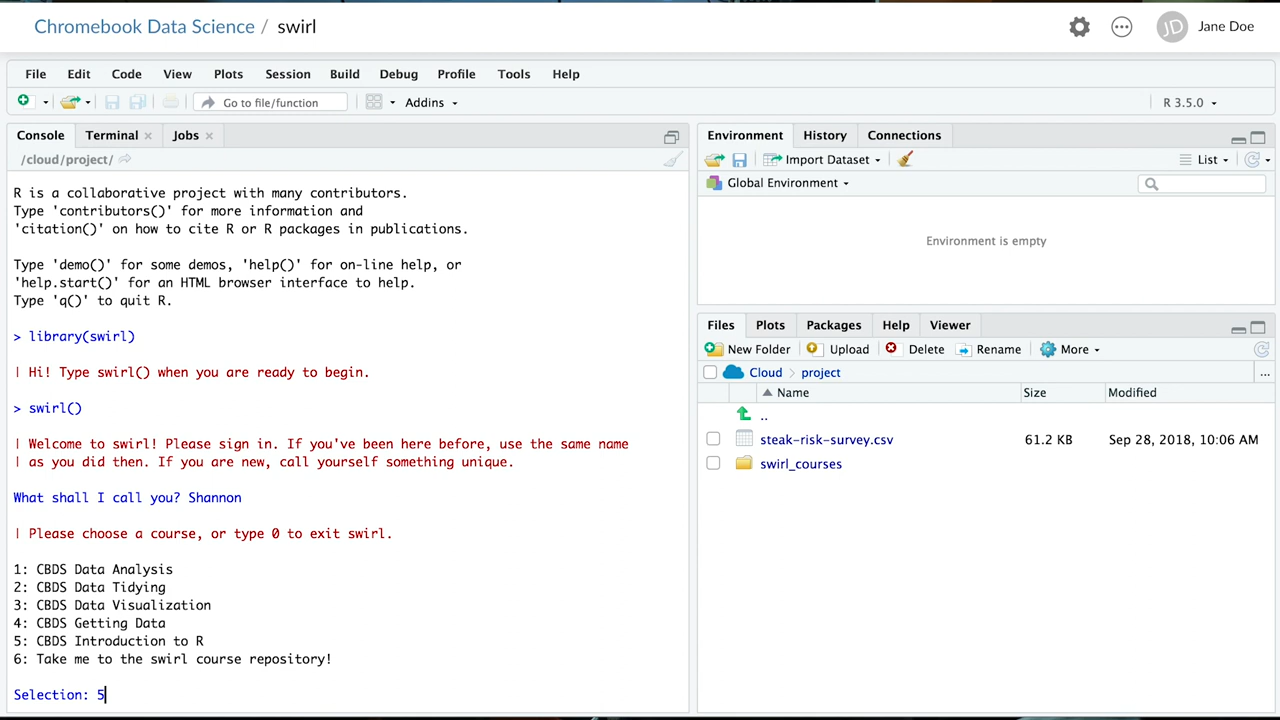 Chromebook Data Science / swirl
JD Jane Doe
File Edit Code View Plots Session Build Debug Profile Tools Help
Go to file/function Addins R 3.5.0
Console Terminal Jobs
/cloud/project/
R is a collaborative project with many contributors.
Type 'contributors()' for more information and
'citation()' on how to cite R or R packages in publications.
Type 'demo()' for some demos, 'help()' for on-line help, or
'help.start()' for an HTML browser interface to help.
Type 'q()' to quit R.
> library(swirl)
| Hi! Type swirl() when you are ready to begin.
> swirl()
| Welcome to swirl! Please sign in. If you've been here before, use the same name
| as you did then. If you are new, call yourself something unique.
What shall I call you? Shannon
| Please choose a course, or type 0 to exit swirl.
1: CBDS Data Analysis
2: CBDS Data Tidying
3: CBDS Data Visualization
4: CBDS Getting Data
5: CBDS Introduction to R
6: Take me to the swirl course repository!
Selection: 5
Environment History Connections
Import Dataset List
Global Environment
Environment is empty
Files Plots Packages Help Viewer
New Folder Upload Delete Rename More
Cloud > project ...
Name Size Modified
..
steak-risk-survey.csv 61.2 KB Sep 28, 2018, 10:06 AM
swirl_courses